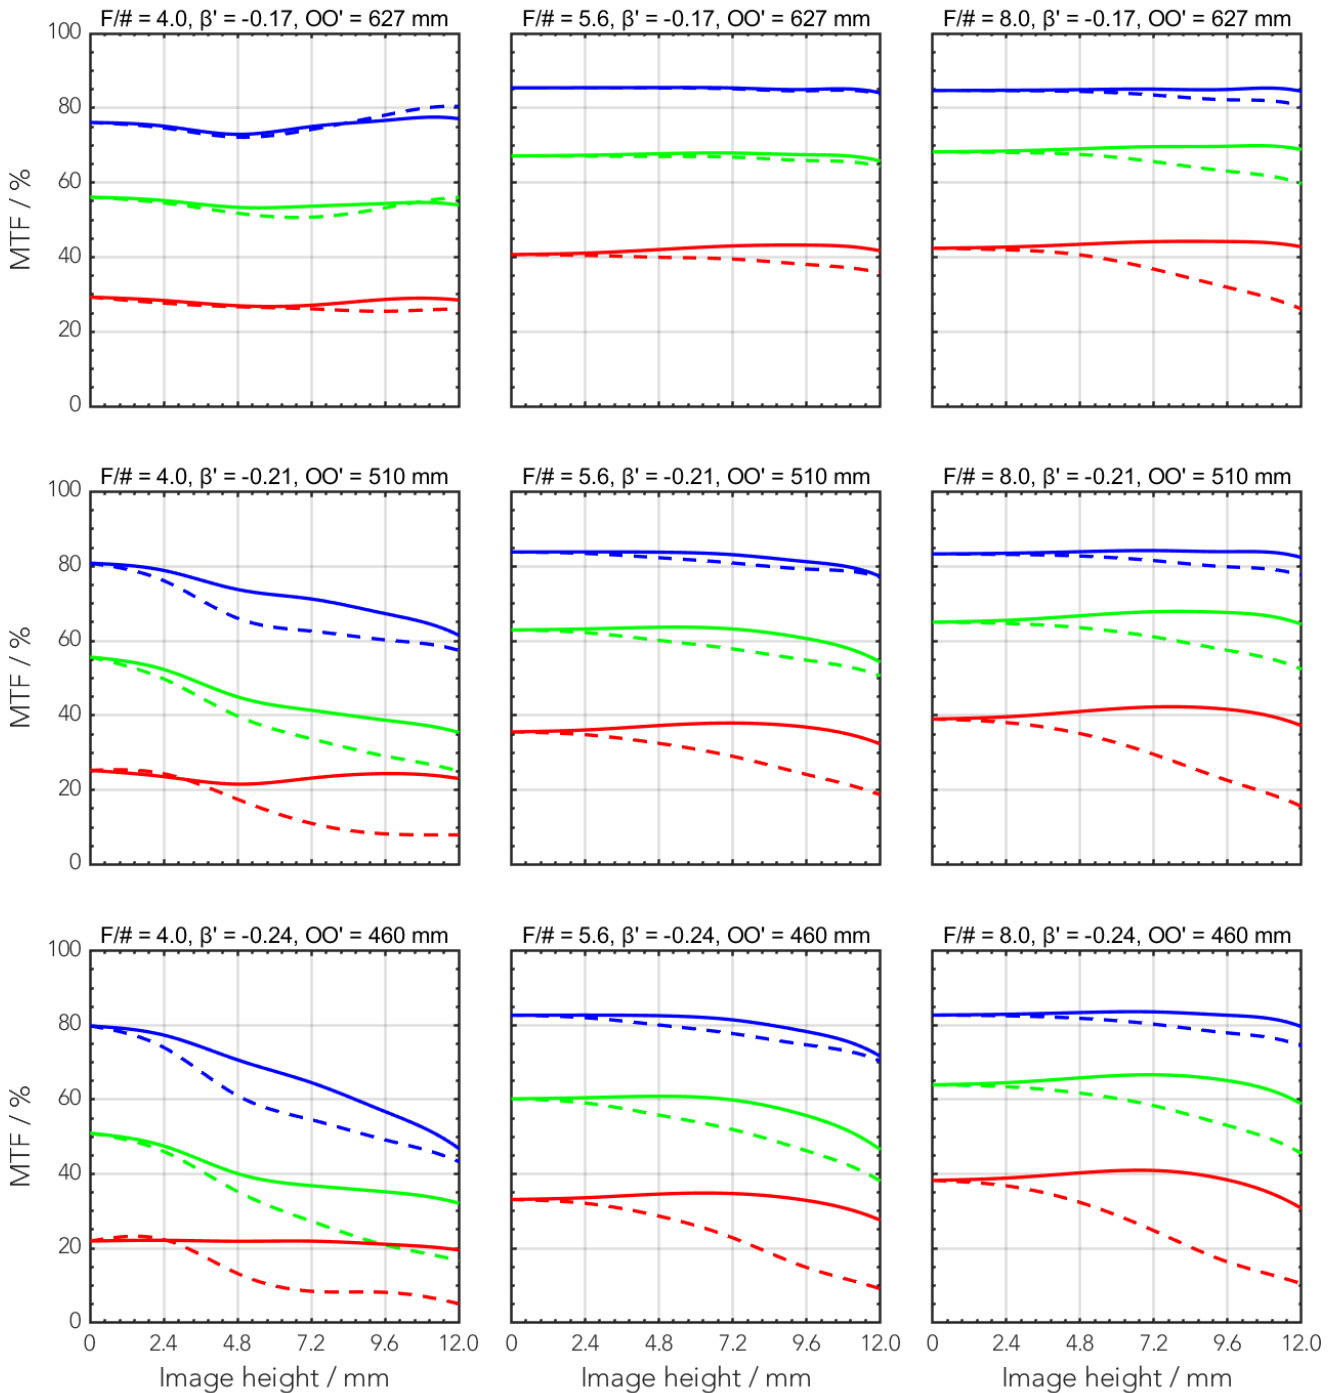 F/# = 4.0, β' = -0.17, OO' = 627 mm
F/# = 5.6, β' = -0.17, OO' = 627 mm
F/# = 8.0, β' = -0.17, OO' = 627 mm
100
80
60
40
20
0
MTF / %
F/# = 4.0, β' = -0.21, OO' = 510 mm
F/# = 5.6, β' = -0.21, OO' = 510 mm
F/# = 8.0, β' = -0.21, OO' = 510 mm
100
80
60
40
20
0
MTF / %
F/# = 4.0, β' = -0.24, OO' = 460 mm
F/# = 5.6, β' = -0.24, OO' = 460 mm
F/# = 8.0, β' = -0.24, OO' = 460 mm
100
80
60
40
20
0
MTF / %
0 2.4 4.8 7.2 9.6 12.0
0 2.4 4.8 7.2 9.6 12.0
0 2.4 4.8 7.2 9.6 12.0
Image height / mm
Image height / mm
Image height / mm